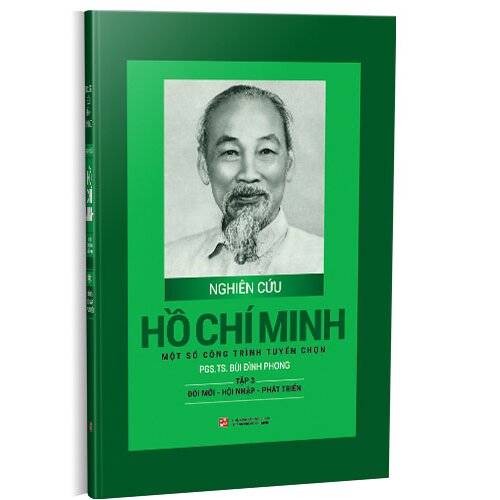 NGHIÊN CỨU
HỒ CHÍ MINH
MỘT SỐ CÔNG TRÌNH TUYỂN CHỌN
PGS.TS. BÙI ĐÌNH PHONG
TẬP 3
ĐỔI MỚI - HỘI NHẬP - PHÁT TRIỂN